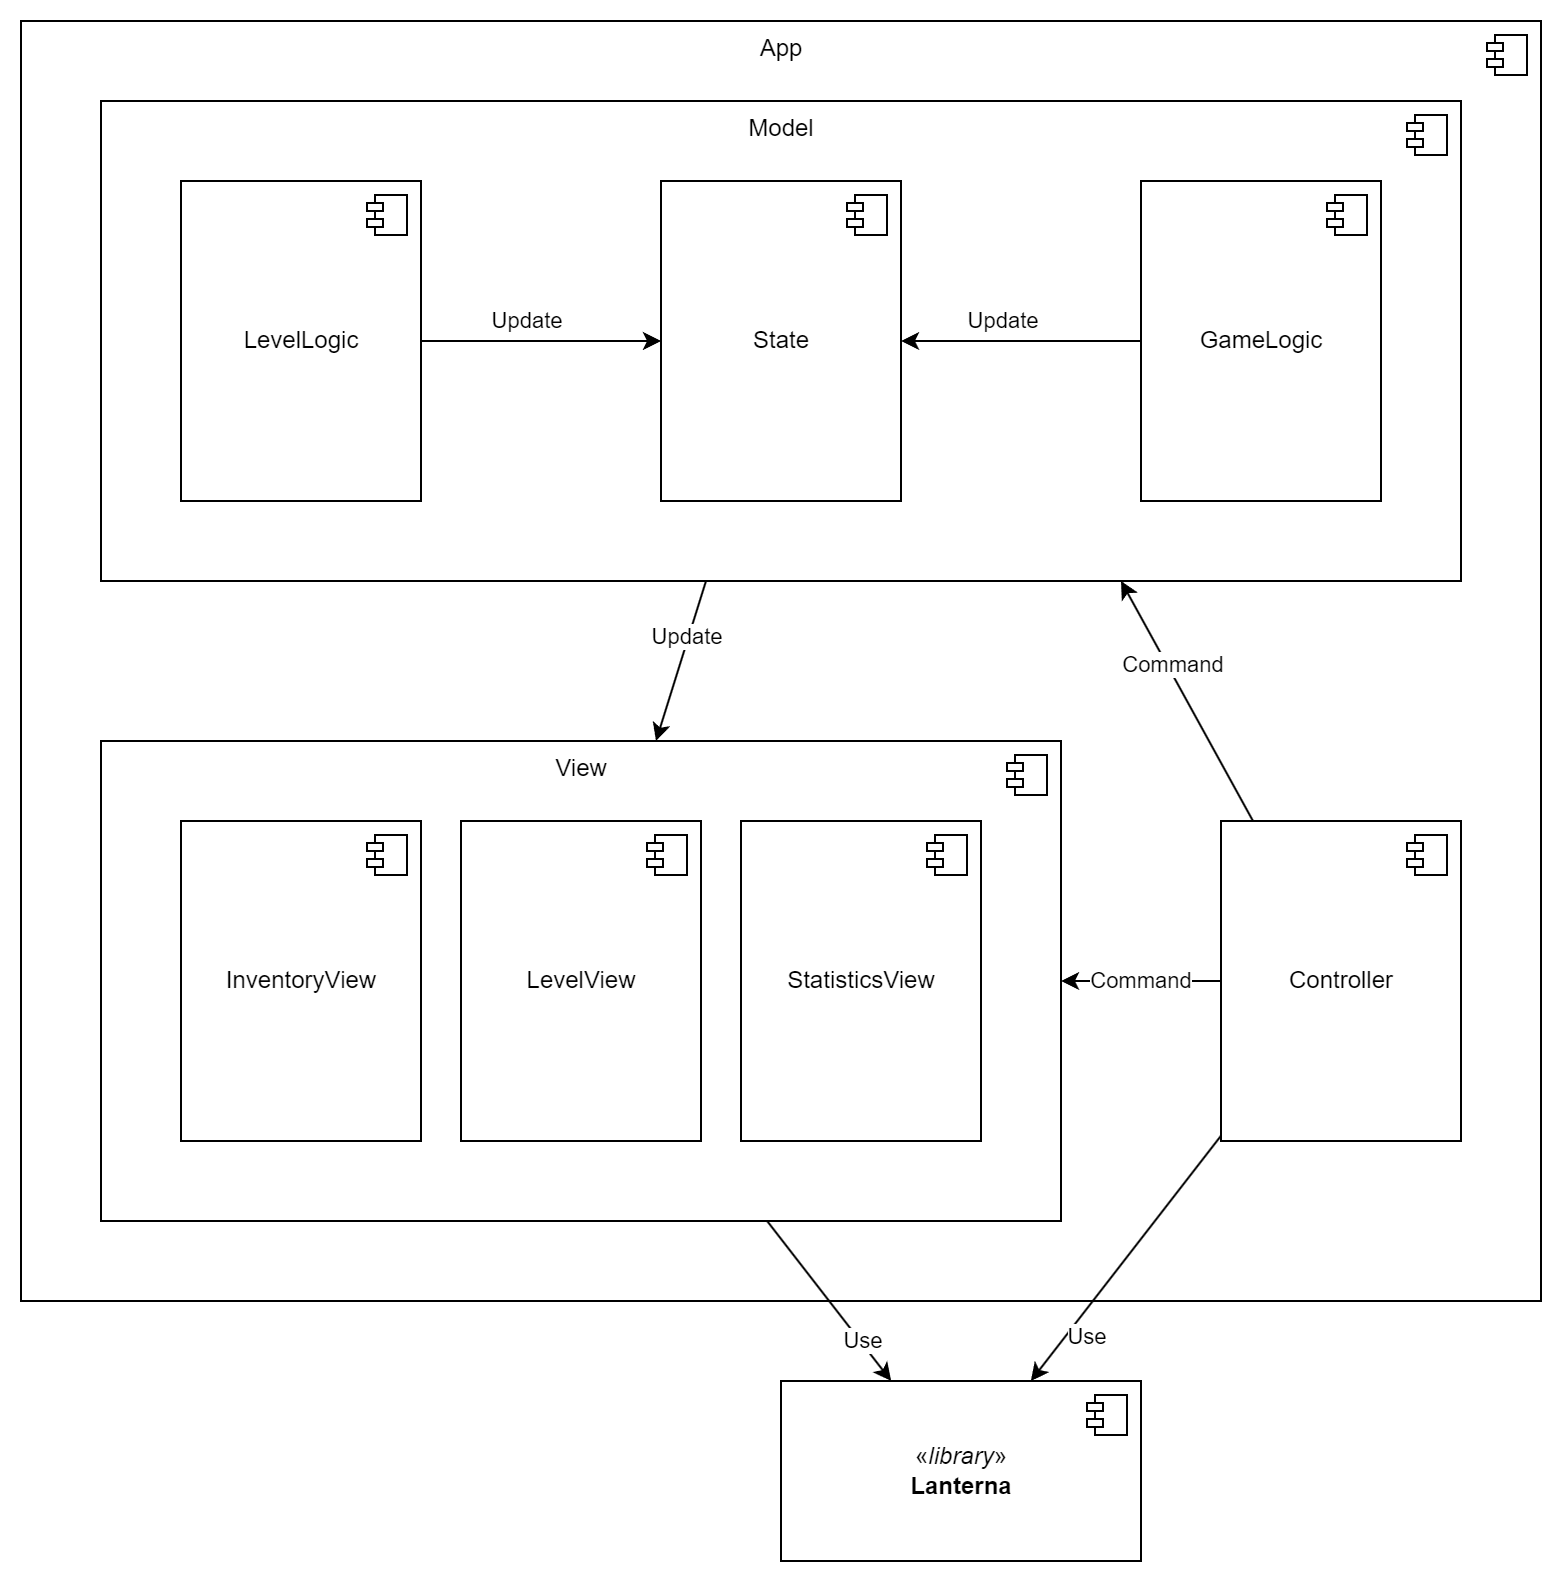 App
Model
LevelLogic
Update
State
Update
GameLogic
Update
Command
View
InventoryView
LevelView
StatisticsView
Command
Controller
Use
Use
«library»
Lanterna